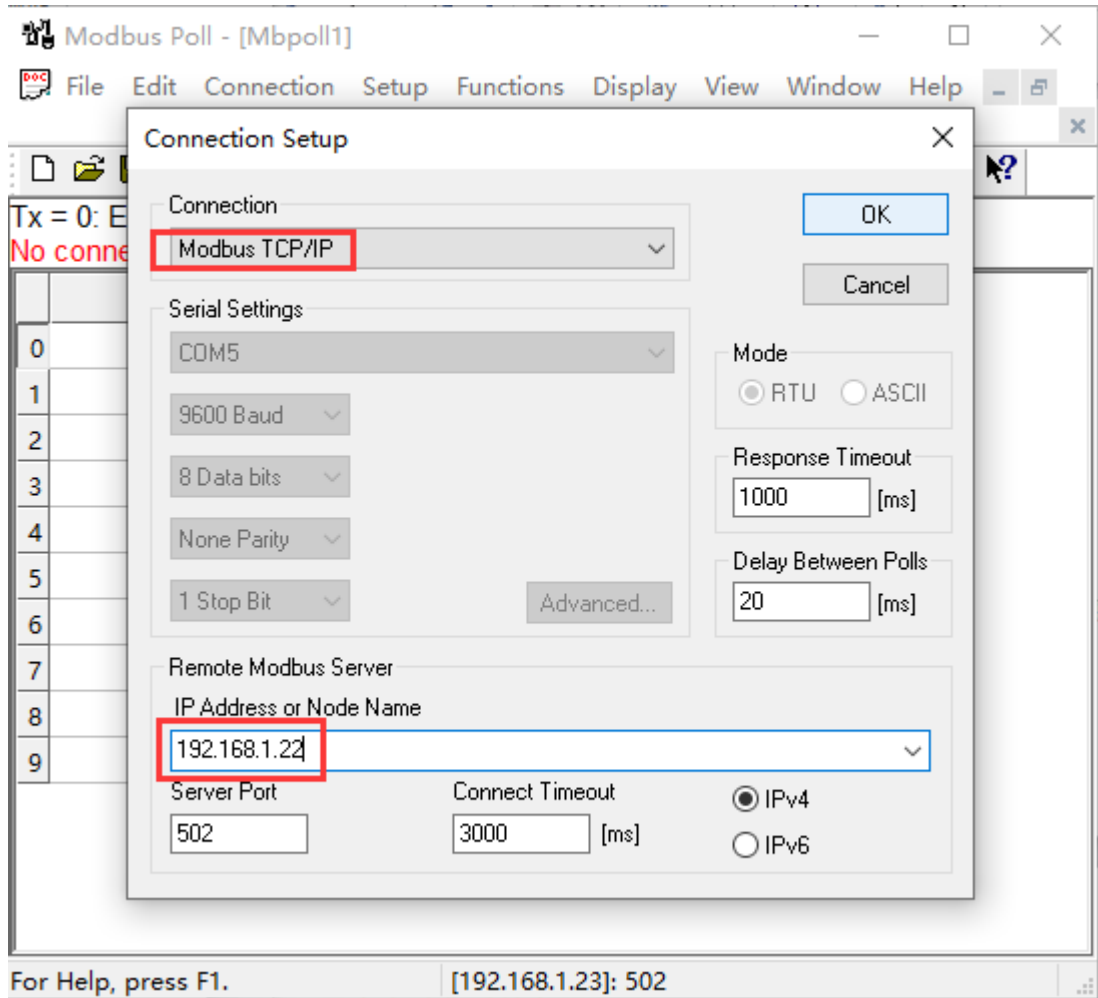 Modbus Poll - [Mbpoll1]
File Edit Connection Setup Functions Display View Window Help
Connection Setup
Tx = 0: E
No conne
Connection
Modbus TCP/IP
OK
Cancel
Serial Settings
COM5
9600 Baud
8 Data bits
None Parity
1 Stop Bit
Advanced...
Mode
RTU ASCII
Response Timeout
1000 [ms]
Delay Between Polls
20 [ms]
Remote Modbus Server
IP Address or Node Name
192.168.1.22
Server Port
502
Connect Timeout
3000 [ms]
IPv4
IPv6
0
1
2
3
4
5
6
7
8
9
For Help, press F1.
[192.168.1.23]: 502